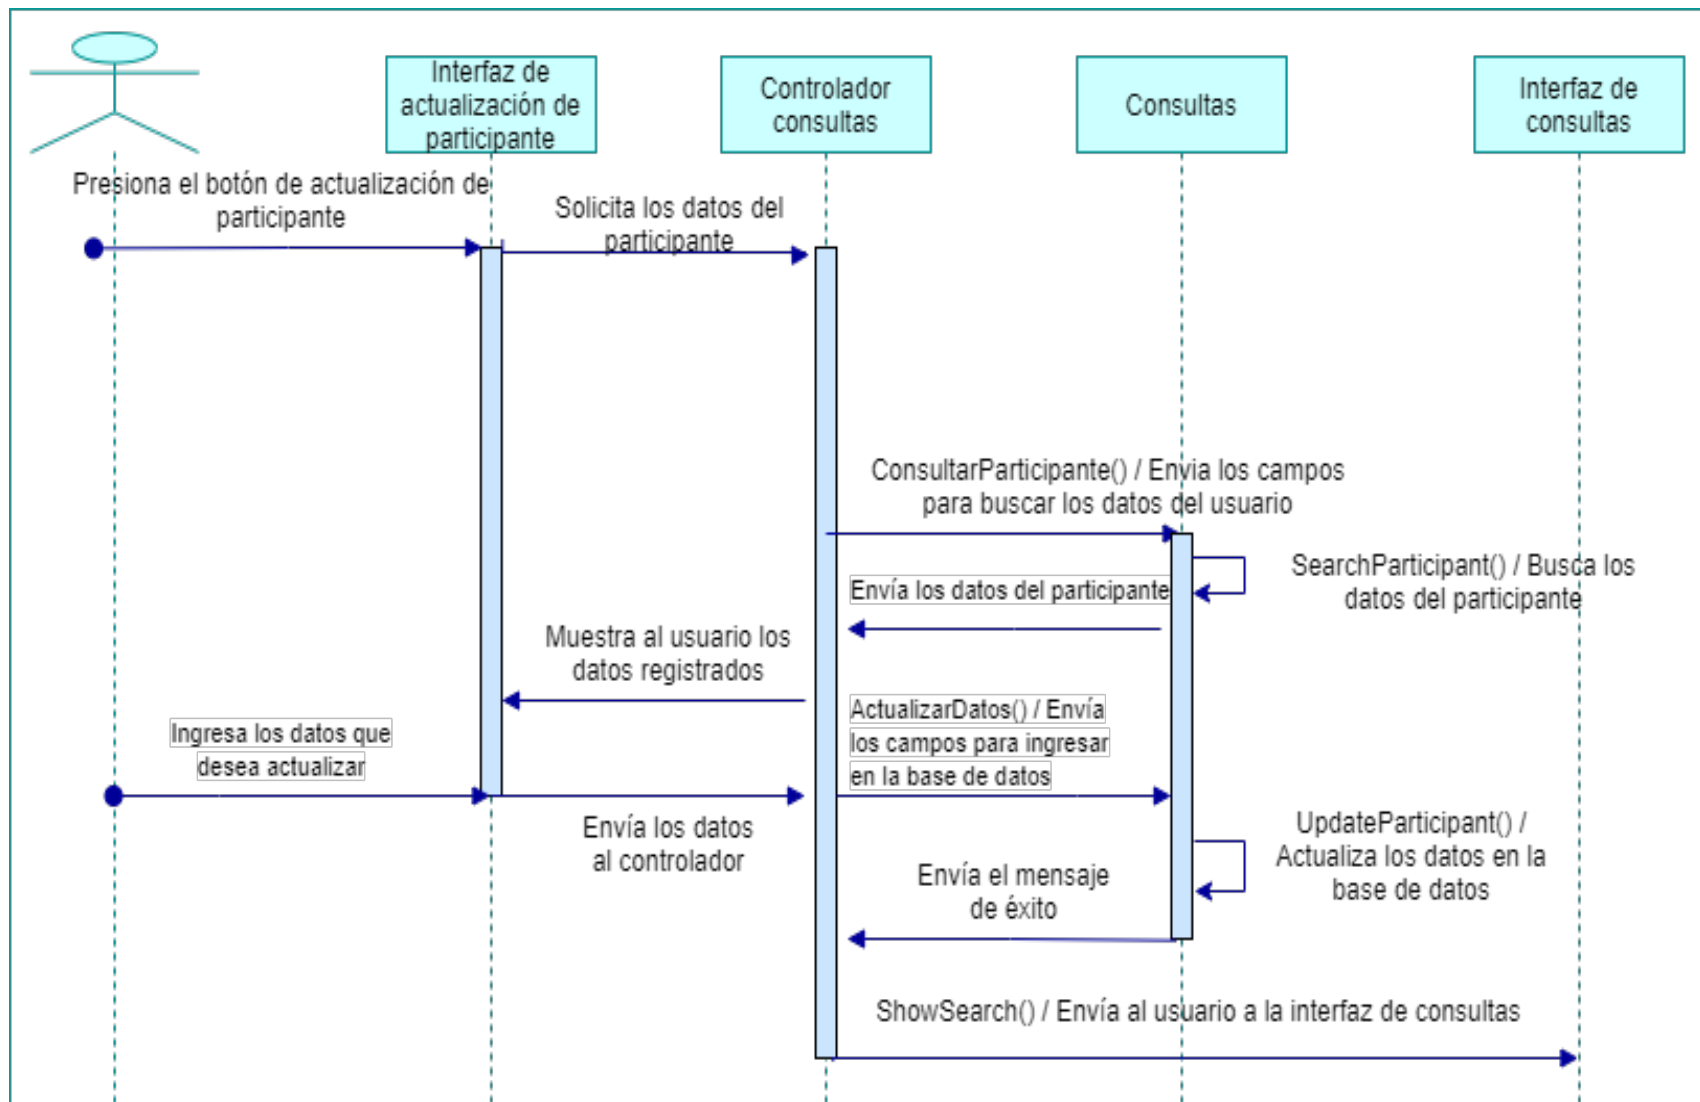 Interfaz de
actualización de
participante
Controlador
consultas
Consultas
Interfaz de
consultas
Presiona el botón de actualización de
participante
Solicita los datos del
participante
ConsultarParticipante() / Envia los campos
para buscar los datos del usuario
SearchParticipant() / Busca los
datos del participante
Envía los datos del participante
Muestra al usuario los
datos registrados
Ingresa los datos que
desea actualizar
ActualizarDatos() / Envía
los campos para ingresar
en la base de datos
Envía los datos
al controlador
UpdateParticipant() /
Actualiza los datos en la
base de datos
Envía el mensaje
de éxito
ShowSearch() / Envía al usuario a la interfaz de consultas